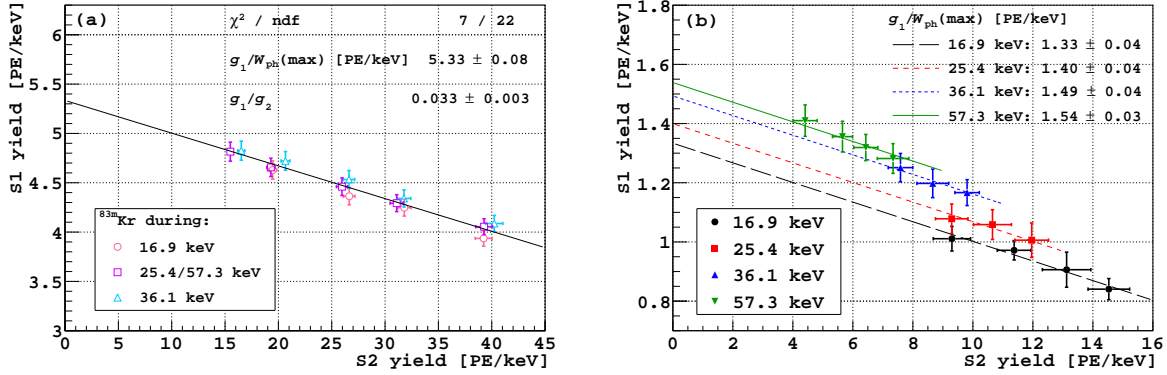 (a)
χ² / ndf 7 / 22
g₁/Wₚₕ(max) [PE/keV] 5.33 ± 0.08
g₁/g₂ 0.033 ± 0.003
S1 yield [PE/keV]
6
5.5
5
4.5
4
3.5
3
⁸³ᵐKr during:
16.9 keV
25.4/57.3 keV
36.1 keV
0 5 10 15 20 25 30 35 40 45
S2 yield [PE/keV]
(b)
g₁/Wₚₕ(max) [PE/keV]
16.9 keV: 1.33 ± 0.04
25.4 keV: 1.40 ± 0.04
36.1 keV: 1.49 ± 0.04
57.3 keV: 1.54 ± 0.03
S1 yield [PE/keV]
1.8
1.6
1.4
1.2
1
0.8
16.9 keV
25.4 keV
36.1 keV
57.3 keV
0 2 4 6 8 10 12 14 16
S2 yield [PE/keV]